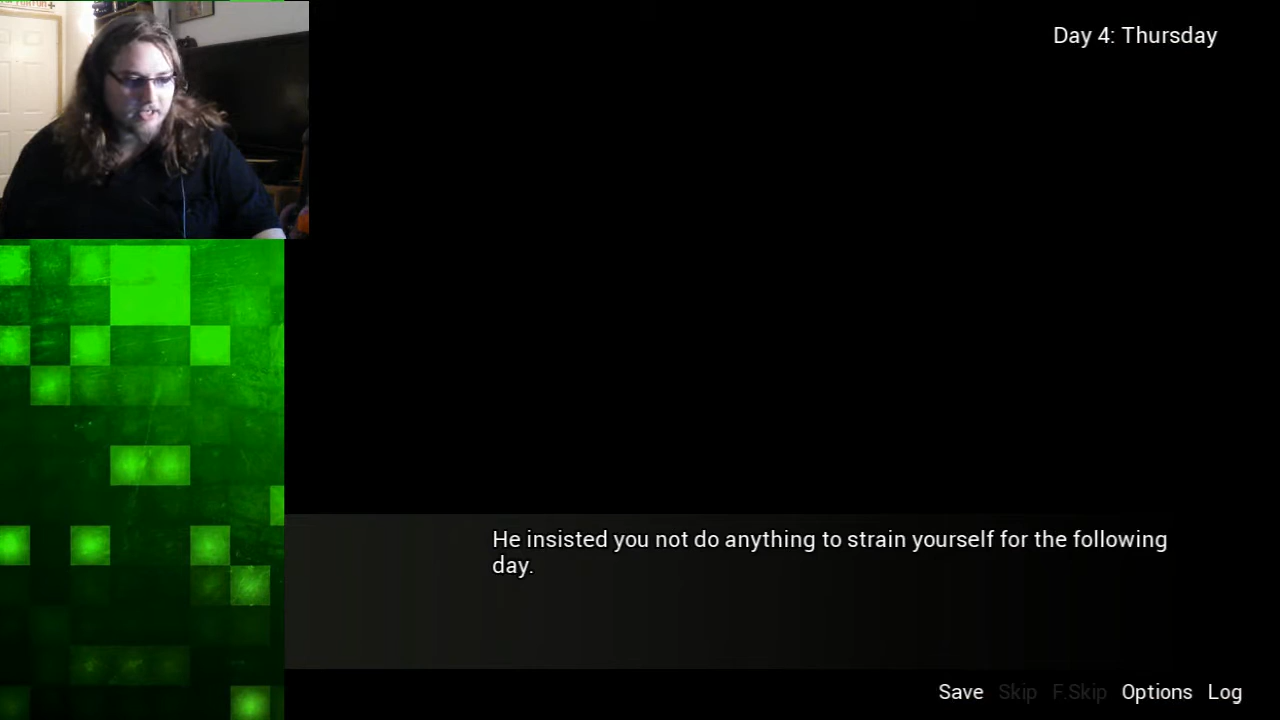 Day 4: Thursday
He insisted you not do anything to strain yourself for the following
day.
Save Skip F.Skip Options Log